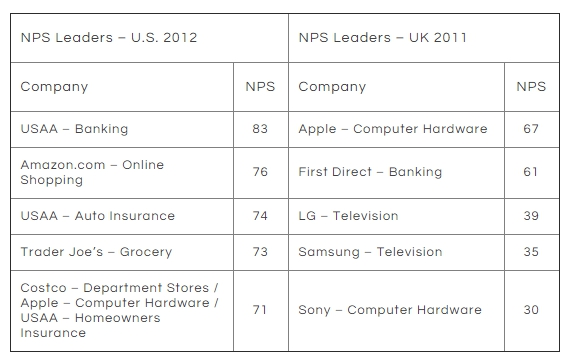 NPS Leaders – U.S. 2012
NPS Leaders – UK 2011
Company
NPS
Company
NPS
USAA – Banking
83
Apple – Computer Hardware
67
Amazon.com – Online
Shopping
76
First Direct – Banking
61
USAA – Auto Insurance
74
LG – Television
39
Trader Joe’s – Grocery
73
Samsung – Television
35
Costco – Department Stores /
Apple – Computer Hardware /
USAA – Homeowners
Insurance
71
Sony – Computer Hardware
30